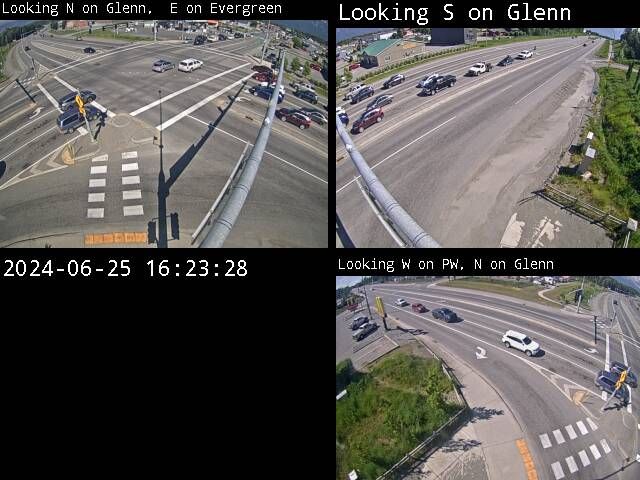 Looking N on Glenn,  E on Evergreen
Looking S on Glenn
2024-06-25 16:23:28
Looking W on PW, N on Glenn